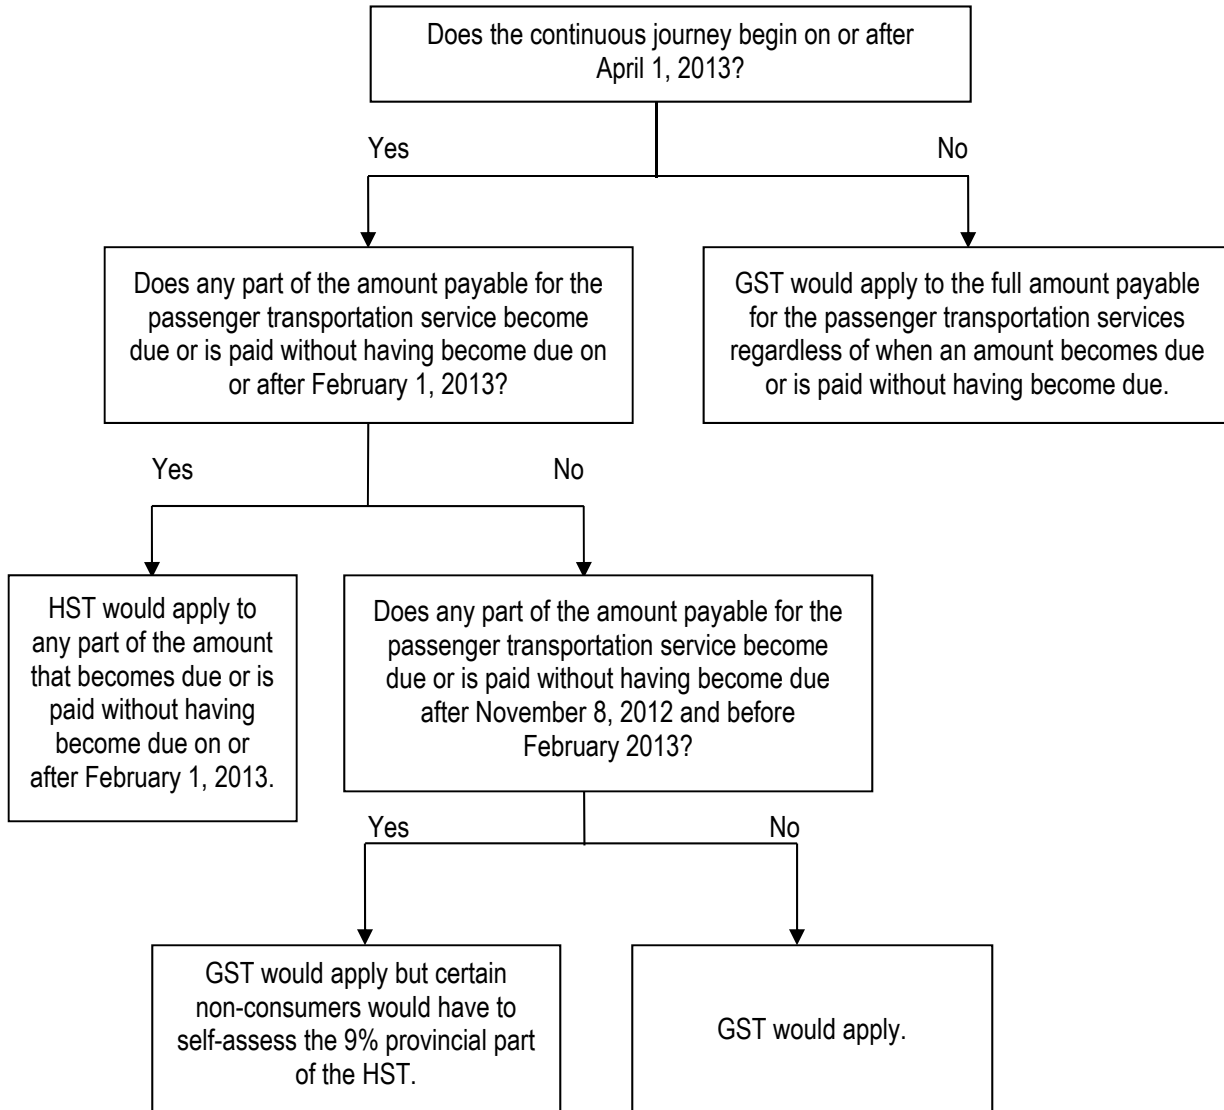 Does the continuous journey begin on or after
April 1, 2013?
Yes
No
Does any part of the amount payable for the
passenger transportation service become
due or is paid without having become due on
or after February 1, 2013?
GST would apply to the full amount payable
for the passenger transportation services
regardless of when an amount becomes due
or is paid without having become due.
Yes
No
HST would apply to
any part of the amount
that becomes due or is
paid without having
become due on or
after February 1, 2013.
Does any part of the amount payable for the
passenger transportation service become
due or is paid without having become due
after November 8, 2012 and before
February 2013?
Yes
No
GST would apply but certain
non-consumers would have to
self-assess the 9% provincial part
of the HST.
GST would apply.